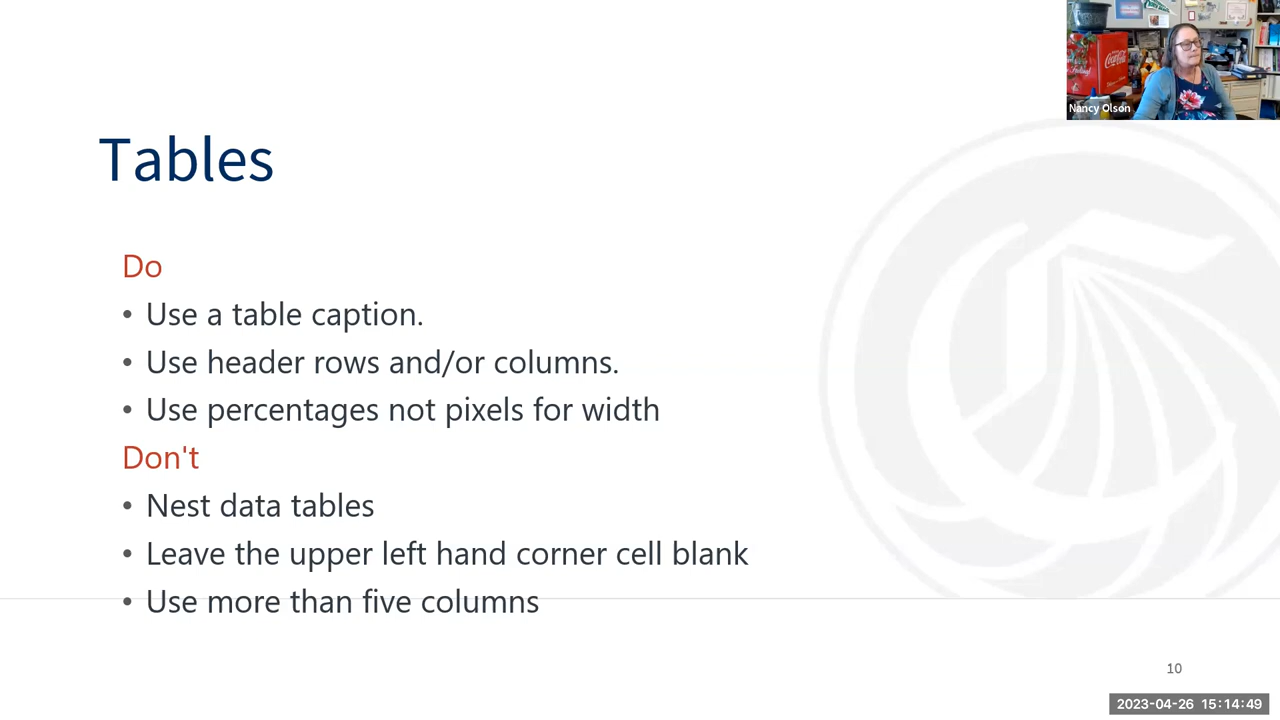 Nancy Olson
Coca-Cola
Tables
Do
• Use a table caption.
• Use header rows and/or columns.
• Use percentages not pixels for width
Don't
• Nest data tables
• Leave the upper left hand corner cell blank
• Use more than five columns
10
2023-04-26 15:14:49